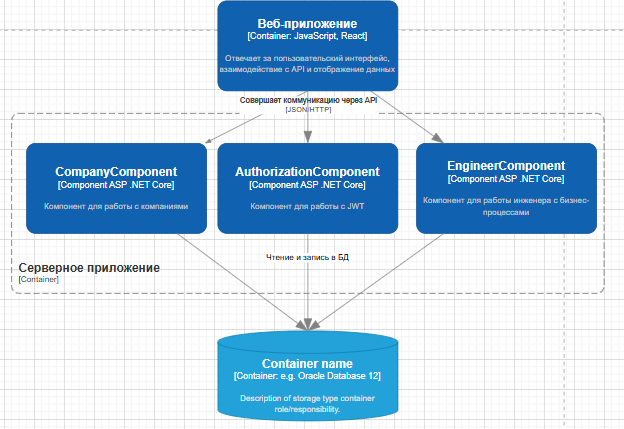 Веб-приложение
[Container: JavaScript, React]
Отвечает за пользовательский интерфейс,
взаимодействие с API и отображение данных
Совершает коммуникацию через API
[JSON/HTTP]
CompanyComponent
[Component ASP .NET Core]
Компонент для работы с компаниями
AuthorizationComponent
[Component ASP .NET Core]
Компонент для работы с JWT
EngineerComponent
[Component ASP .NET Core]
Компонент для работы инженера с бизнес-
процессами
Чтение и запись в БД
Серверное приложение
[Container]
Container name
[Container: e.g. Oracle Database 12]
Description of storage type container
role/responsibility.